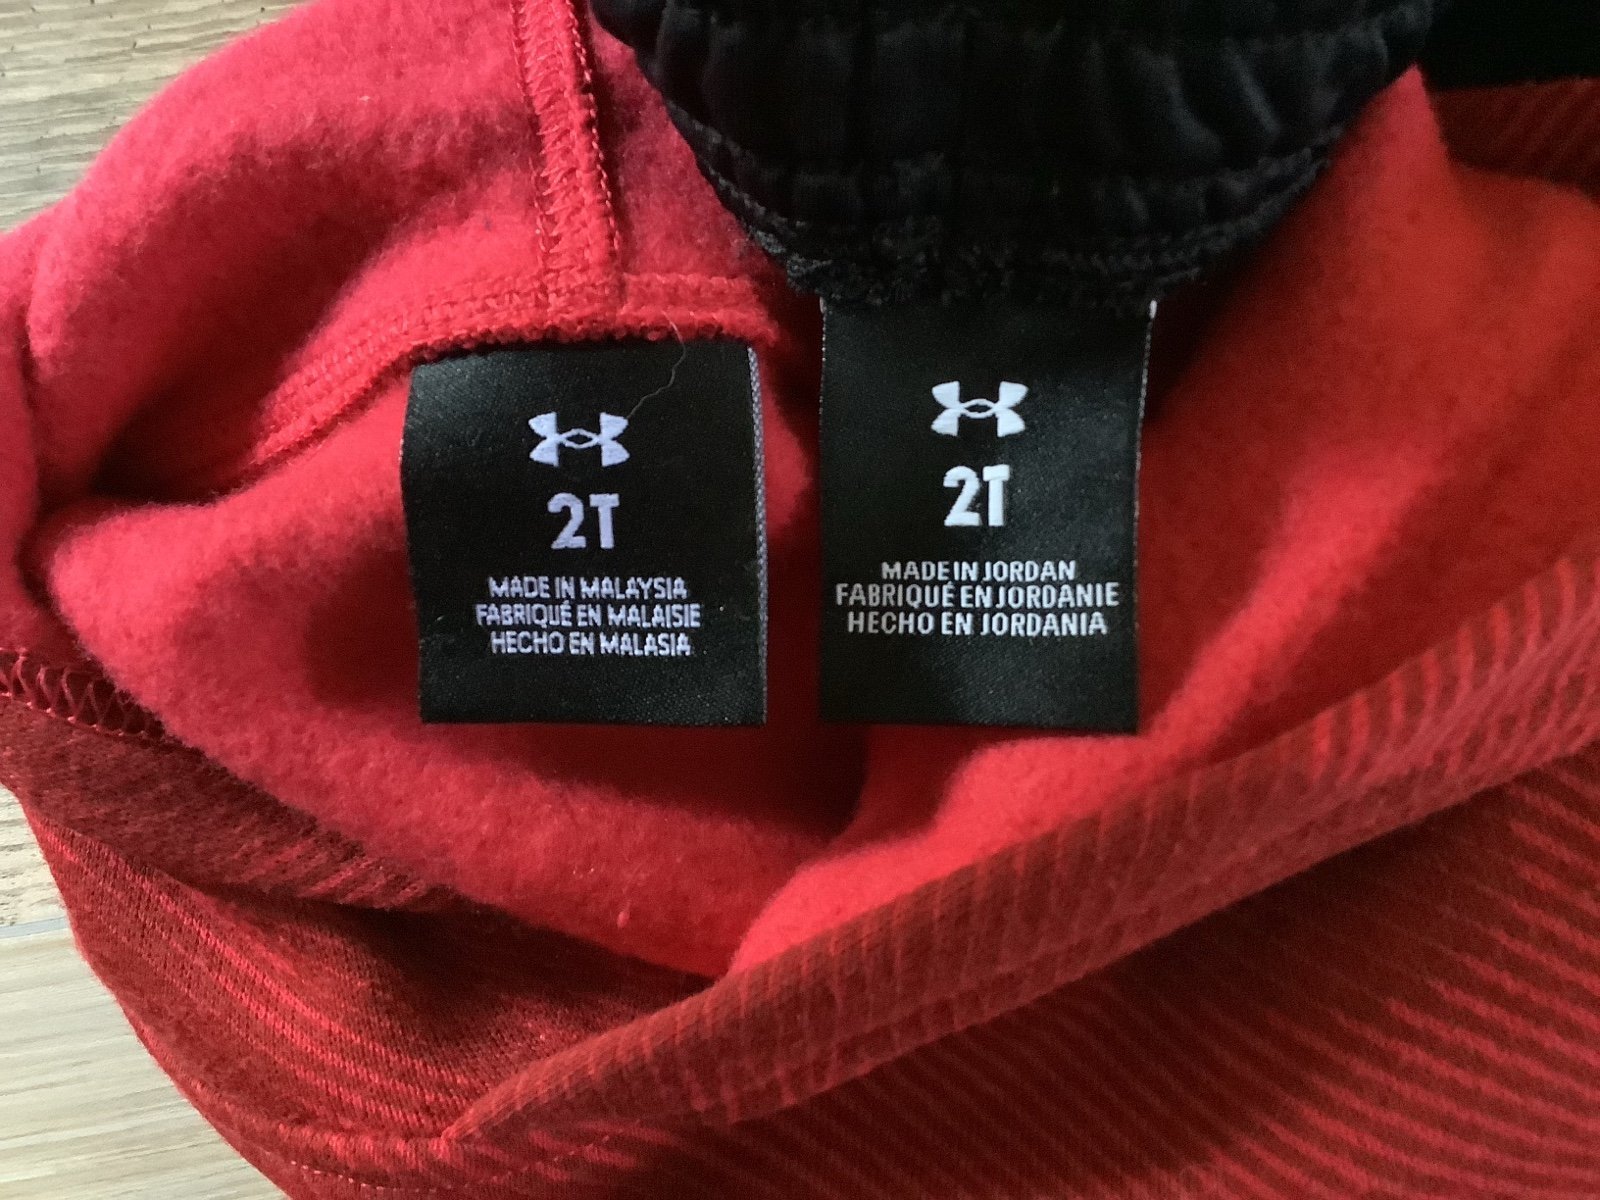 2T
MADE IN MALAYSIA
FABRIQUÉ EN MALAISIE
HECHO EN MALASIA
2T
MADE IN JORDAN
FABRIQUÉ EN JORDANIE
HECHO EN JORDANIA